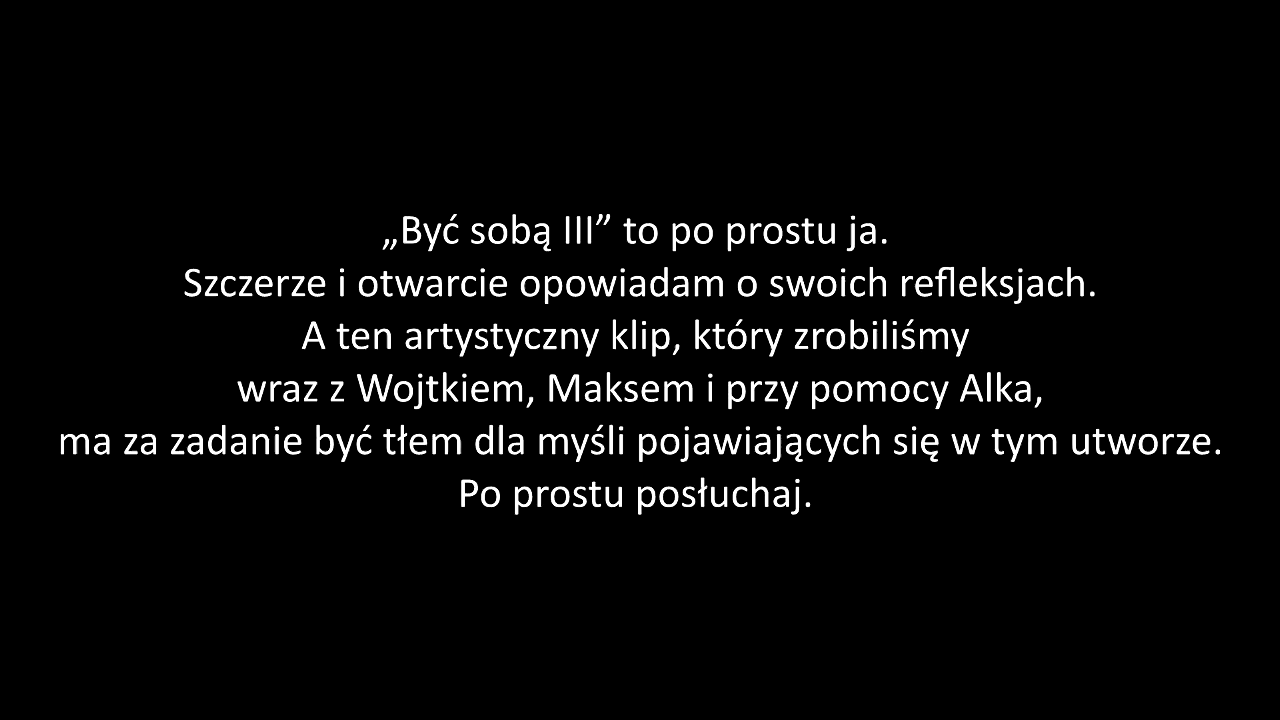 „Być sobą III” to po prostu ja.
Szczerze i otwarcie opowiadam o swoich refleksjach.
A ten artystyczny klip, który zrobiliśmy
wraz z Wojtkiem, Maksem i przy pomocy Alka,
ma za zadanie być tłem dla myśli pojawiających się w tym utworze.
Po prostu posłuchaj.